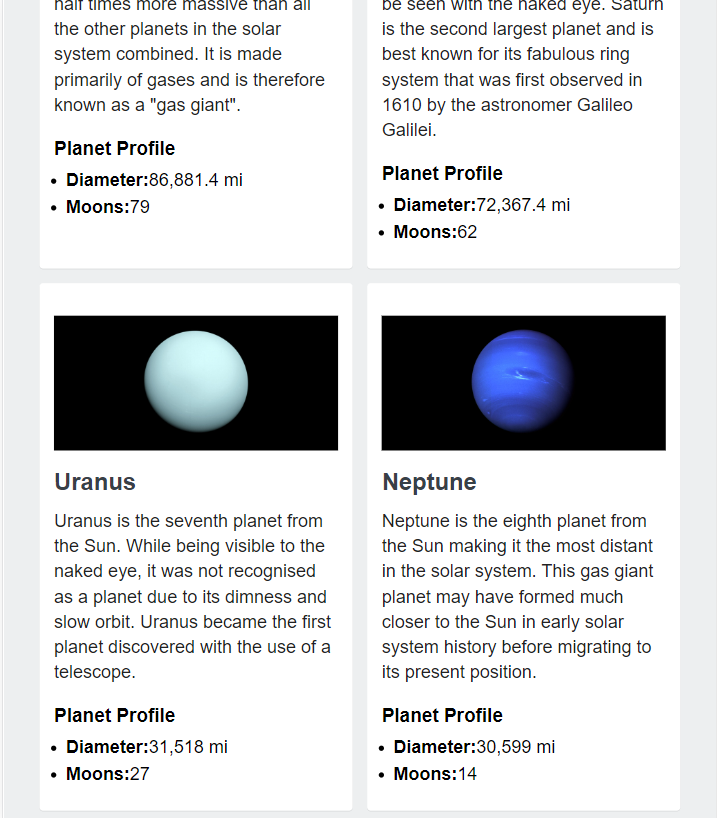 half times more massive than all
the other planets in the solar
system combined. It is made
primarily of gases and is therefore
known as a "gas giant".
Planet Profile
Diameter:86,881.4 mi
Moons:79
be seen with the naked eye. Saturn
is the second largest planet and is
best known for its fabulous ring
system that was first observed in
1610 by the astronomer Galileo
Galilei.
Planet Profile
Diameter:72,367.4 mi
Moons:62
Uranus
Uranus is the seventh planet from
the Sun. While being visible to the
naked eye, it was not recognised
as a planet due to its dimness and
slow orbit. Uranus became the first
planet discovered with the use of a
telescope.
Planet Profile
Diameter:31,518 mi
Moons:27
Neptune
Neptune is the eighth planet from
the Sun making it the most distant
in the solar system. This gas giant
planet may have formed much
closer to the Sun in early solar
system history before migrating to
its present position.
Planet Profile
Diameter:30,599 mi
Moons:14